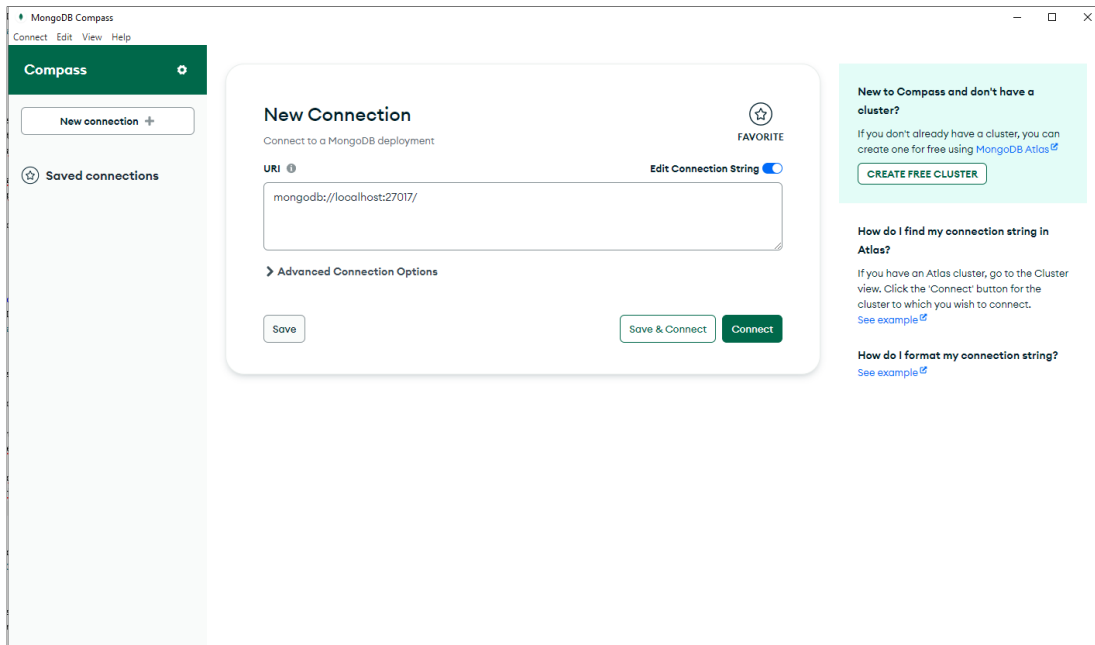 MongoDB Compass
Connect Edit View Help
Compass
New connection
Saved connections
New Connection
Connect to a MongoDB deployment
FAVORITE
URI
Edit Connection String
mongodb://localhost:27017/
Advanced Connection Options
Save
Save & Connect
Connect
New to Compass and don't have a
cluster?
If you don't already have a cluster, you can
create one for free using MongoDB Atlas
CREATE FREE CLUSTER
How do I find my connection string in
Atlas?
If you have an Atlas cluster, go to the Cluster
view. Click the 'Connect' button for the
cluster to which you wish to connect.
See example
How do I format my connection string?
See example